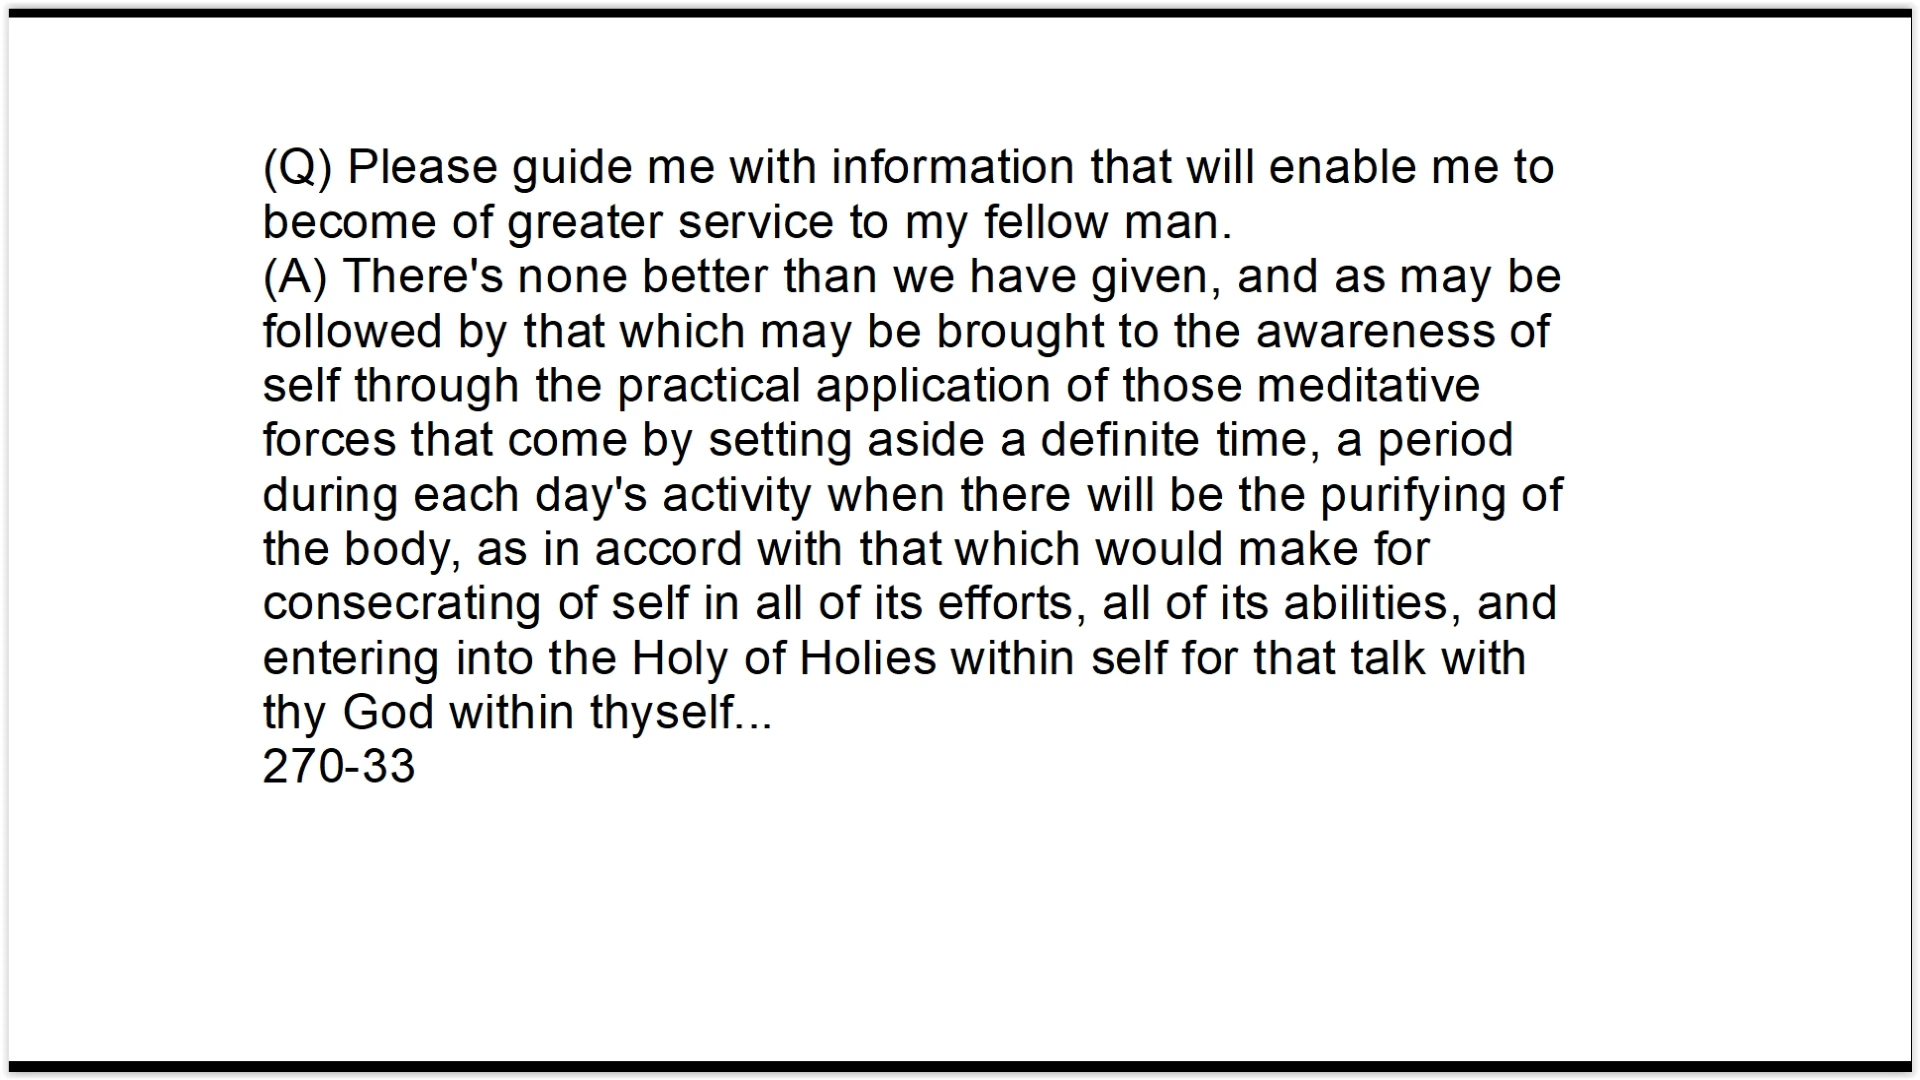 (Q) Please guide me with information that will enable me to
become of greater service to my fellow man.
(A) There's none better than we have given, and as may be
followed by that which may be brought to the awareness of
self through the practical application of those meditative
forces that come by setting aside a definite time, a period
during each day's activity when there will be the purifying of
the body, as in accord with that which would make for
consecrating of self in all of its efforts, all of its abilities, and
entering into the Holy of Holies within self for that talk with
thy God within thyself...
270-33